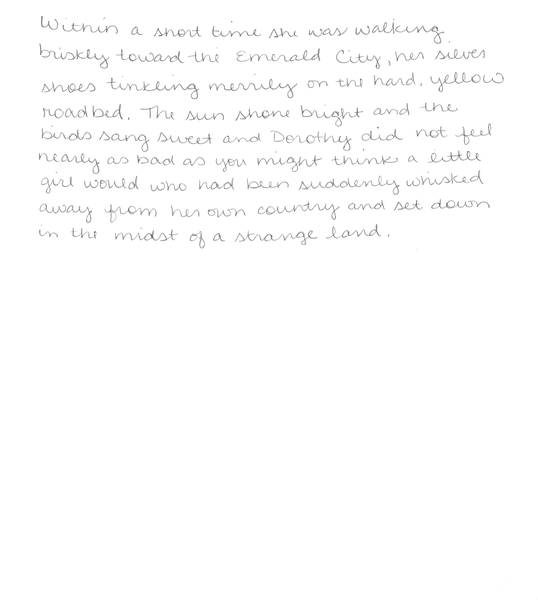 Within a short time she was walking
briskly toward the Emerald City, her silver
shoes tinkling merrily on the hard, yellow
roadbed. The sun shone bright and the
birds sang sweet and Dorothy did not feel
nearly as bad as you might think a little
girl would who had been suddenly whisked
away from her own country and set down
in the midst of a strange land.